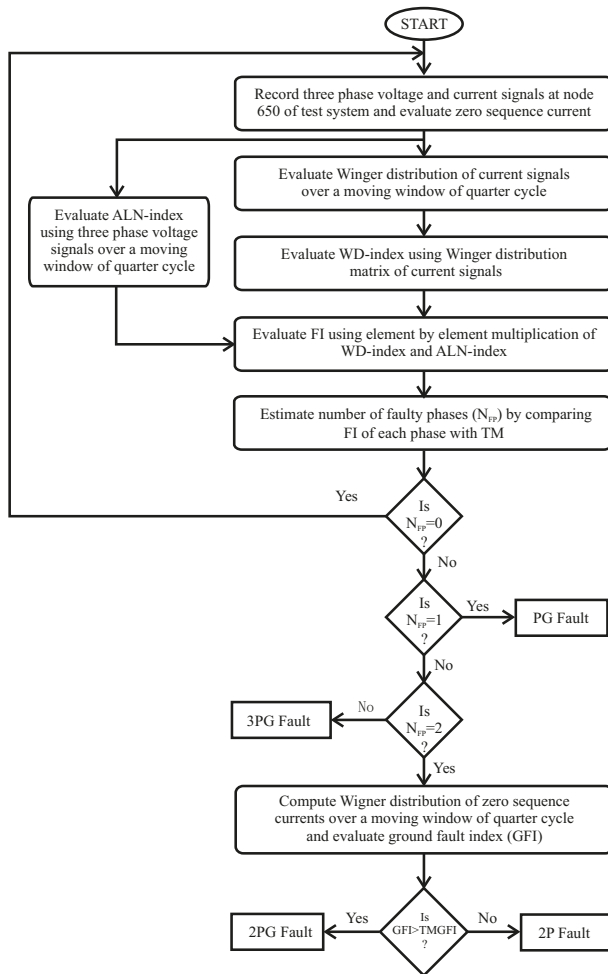 START
Record three phase voltage and current signals at node
650 of test system and evaluate zero sequence current
Evaluate Winger distribution of current signals
over a moving window of quarter cycle
Evaluate ALN-index
using three phase voltage
signals over a moving
window of quarter cycle
Evaluate WD-index using Winger distribution
matrix of current signals
Evaluate FI using element by element multiplication of
WD-index and ALN-index
Estimate number of faulty phases (N_FP) by comparing
FI of each phase with TM
Yes
Is
N_FP=0
?
No
Is
N_FP=1
?
Yes
PG Fault
No
3PG Fault
No
Is
N_FP=2
?
Yes
Compute Wigner distribution of zero sequence
currents over a moving window of quarter cycle
and evaluate ground fault index (GFI)
2PG Fault
Yes
Is
GFI>TMGFI
?
No
2P Fault